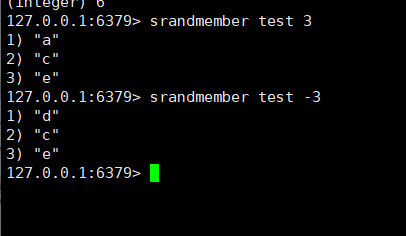 (integer) 6
127.0.0.1:6379> srandmember test 3
1) "a"
2) "c"
3) "e"
127.0.0.1:6379> srandmember test -3
1) "d"
2) "c"
3) "e"
127.0.0.1:6379>